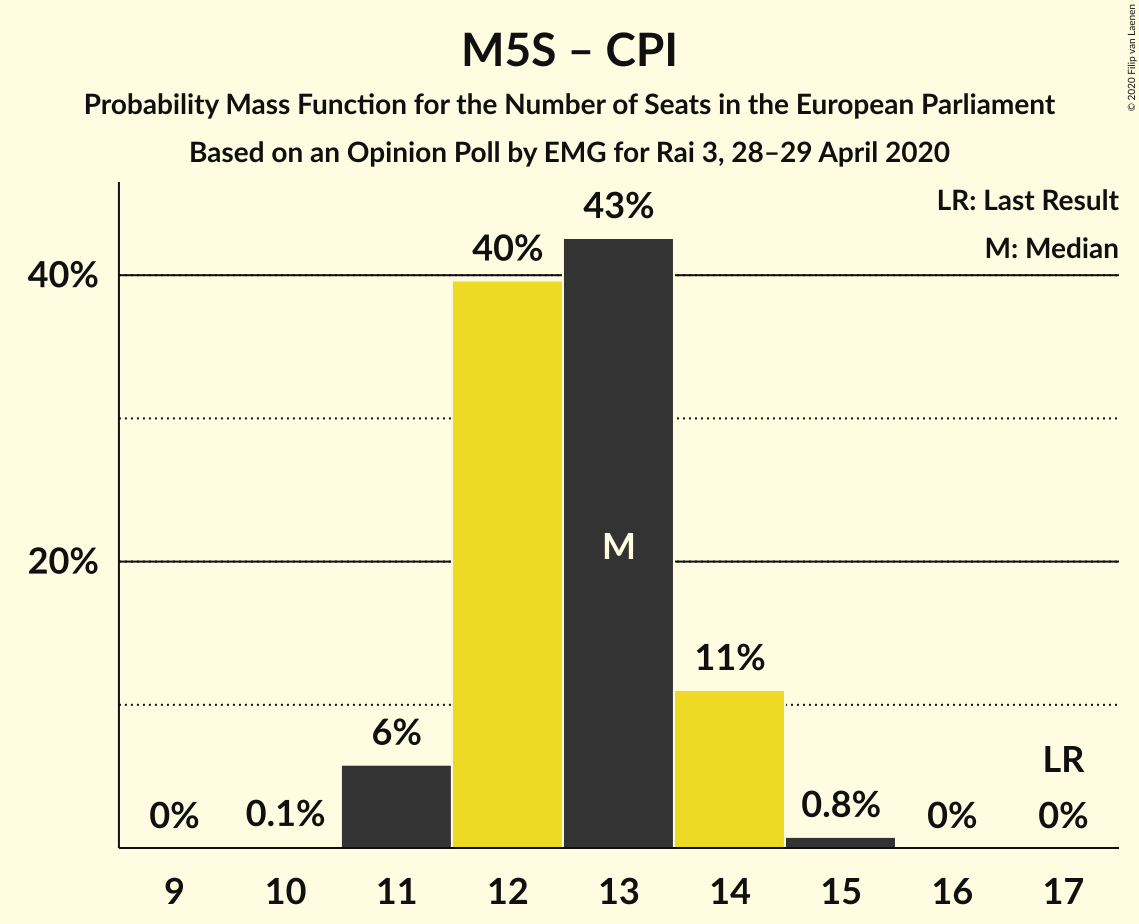 M5S – CPI
Probability Mass Function for the Number of Seats in the European Parliament
Based on an Opinion Poll by EMG for Rai 3, 28–29 April 2020
© 2020 Filip van Laenen
LR: Last Result
M: Median
40%
20%
0%
0.1%
6%
40%
43%
M
11%
0.8%
0%
LR
0%
9 10 11 12 13 14 15 16 17